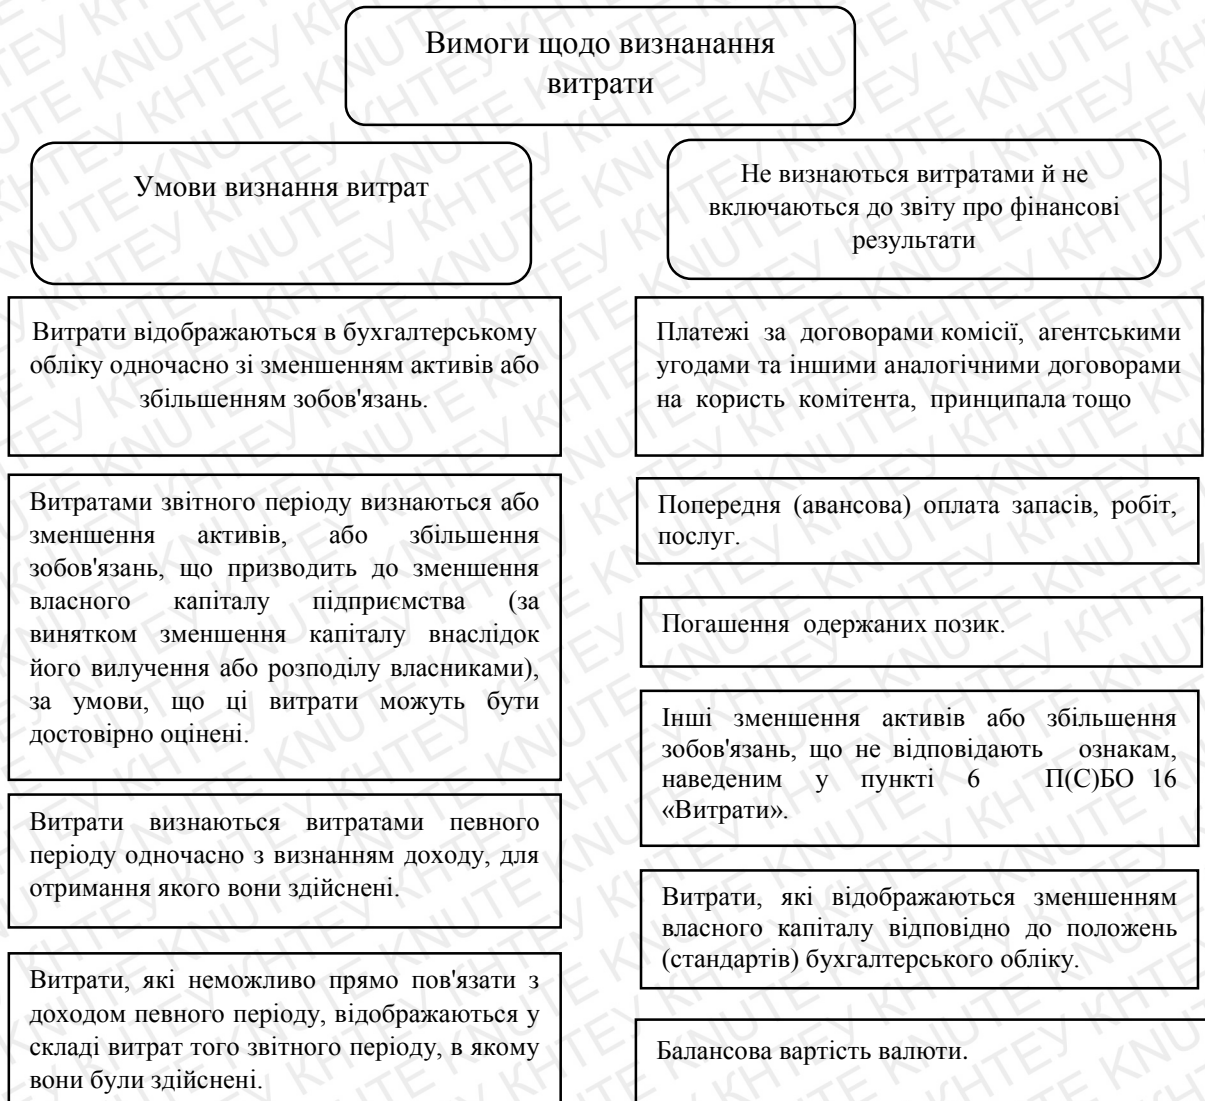 Вимоги щодо визнанання
витрати
Умови визнання витрат
Витрати відображаються в бухгалтерському
обліку одночасно зі зменшенням активів або
збільшенням зобов'язань.
Витратами звітного періоду визнаються або
зменшення активів, або збільшення
зобов'язань, що призводить до зменшення
власного капіталу підприємства (за
винятком зменшення капіталу внаслідок
його вилучення або розподілу власниками),
за умови, що ці витрати можуть бути
достовірно оцінені.
Витрати визнаються витратами певного
періоду одночасно з визнанням доходу, для
отримання якого вони здійснені.
Витрати, які неможливо прямо пов'язати з
доходом певного періоду, відображаються у
складі витрат того звітного періоду, в якому
вони були здійснені.
Не визнаються витратами й не
включаються до звіту про фінансові
результати
Платежі за договорами комісії, агентськими
угодами та іншими аналогічними договорами
на користь комітента, принципала тощо
Попередня (авансова) оплата запасів, робіт,
послуг.
Погашення одержаних позик.
Інші зменшення активів або збільшення
зобов'язань, що не відповідають ознакам,
наведеним у пункті 6 П(С)БО 16
«Витрати».
Витрати, які відображаються зменшенням
власного капіталу відповідно до положень
(стандартів) бухгалтерського обліку.
Балансова вартість валюти.